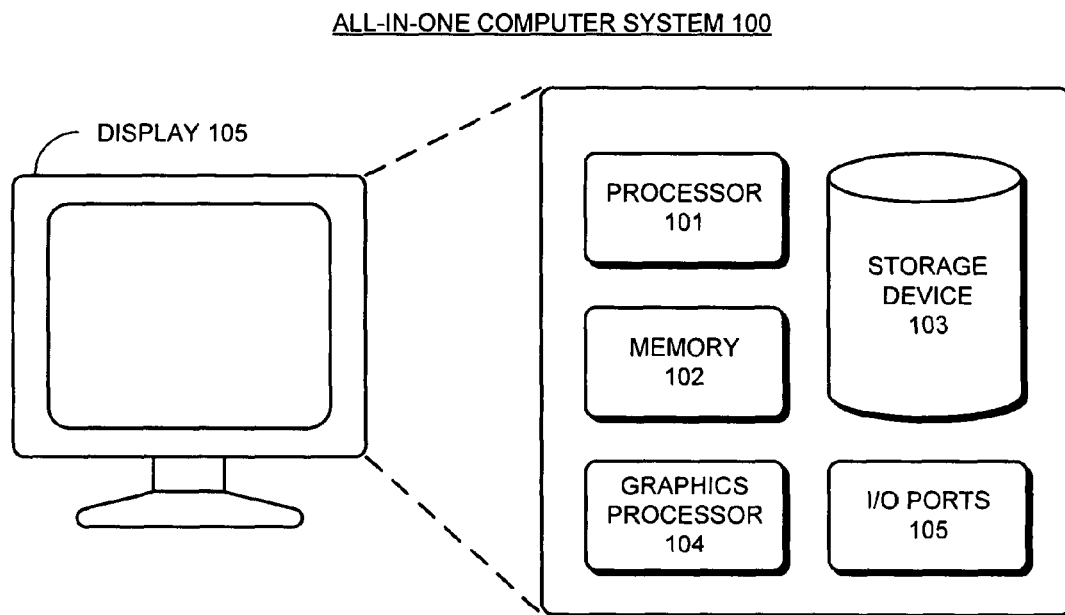 ALL-IN-ONE COMPUTER SYSTEM 100
DISPLAY 105
PROCESSOR
101
STORAGE
DEVICE
103
MEMORY
102
GRAPHICS
PROCESSOR
104
I/O PORTS
105